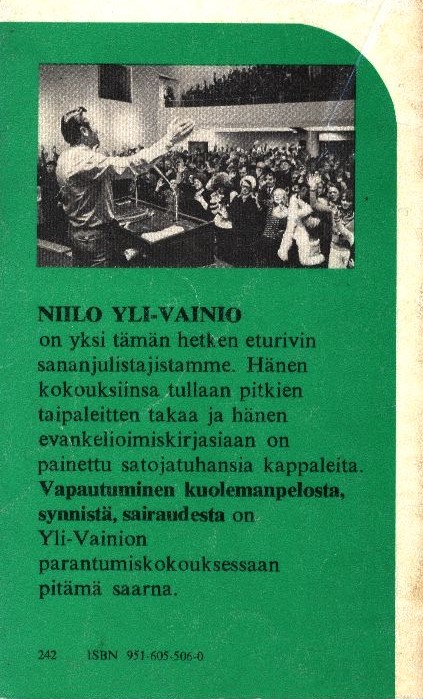 NIILO YLI-VAINIO
on yksi tämän hetken eturivin
sananjulistajistamme. Hänen
kokouksiinsa tullaan pitkien
taipaleitten takaa ja hänen
evankelioimiskirjasiaan on
painettu satojatuhansia kappaleita.
Vapautuminen kuolemanpelosta,
synnistä, sairaudesta on
Yli-Vainion
parantumiskokouksessaan
pitämä saarna.
242 ISBN 951-605-506-0